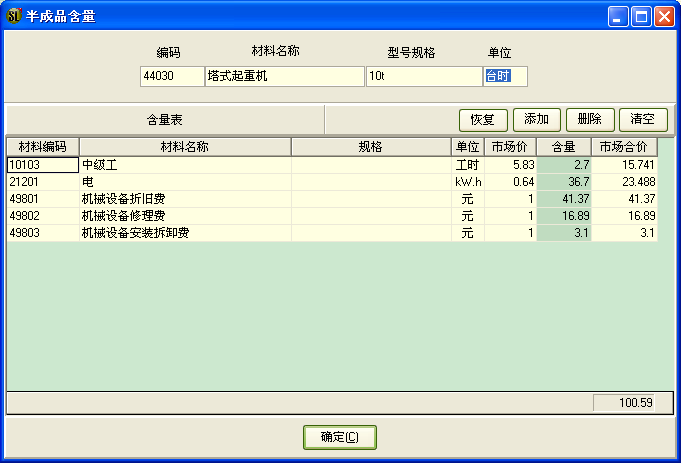 半成品含量
编码 材料名称 型号规格 单位
44030 塔式起重机 10t 台时
含量表 恢复 添加 删除 清空
材料编码 材料名称 规格 单位 市场价 含量 市场合价
10103 中级工 工时 5.83 2.7 15.741
21201 电 kW.h 0.64 36.7 23.488
49801 机械设备折旧费 元 1 41.37 41.37
49802 机械设备修理费 元 1 16.89 16.89
49803 机械设备安装拆卸费 元 1 3.1 3.1
100.59
确定(C)